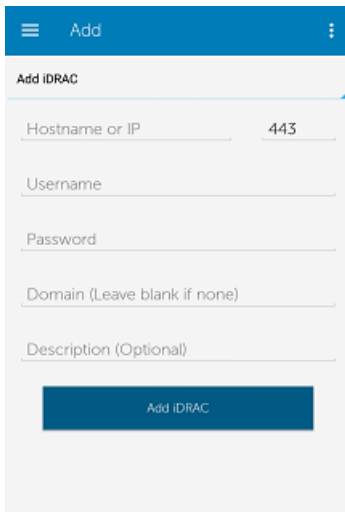 Add
Add iDRAC
Hostname or IP 443
Username
Password
Domain (Leave blank if none)
Description (Optional)
Add iDRAC